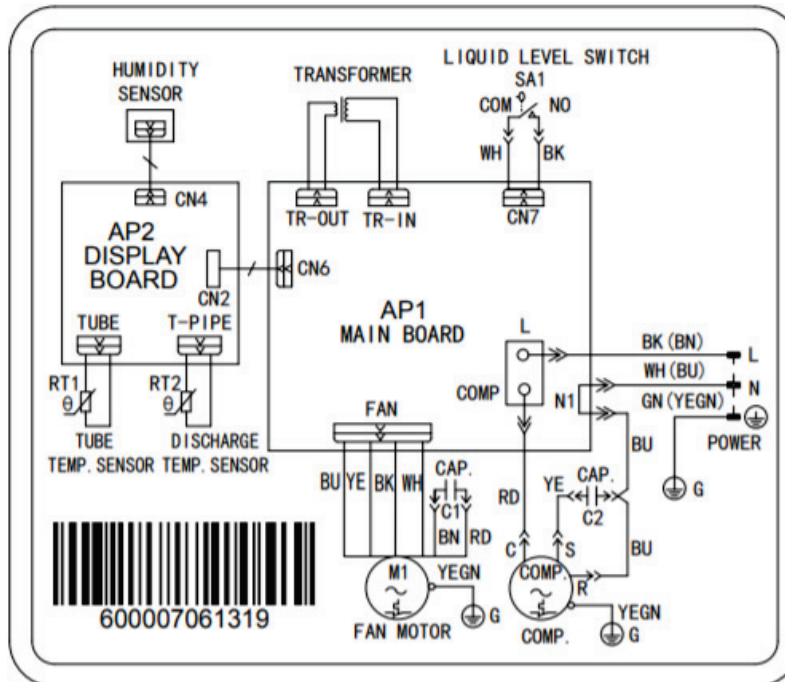 HUMIDITY
SENSOR
TRANSFORMER
LIQUID LEVEL SWITCH
SA1
COM
NO
WH
BK
CN4
TR-OUT
TR-IN
CN7
AP2
DISPLAY
BOARD
CN2
CN6
AP1
MAIN BOARD
TUBE
T-PIPE
L
COMP
N1
BK(BN)
L
WH(BU)
N
GN(YEGN)
POWER
G
RT1
θ
RT2
θ
TUBE
TEMP. SENSOR
DISCHARGE
TEMP. SENSOR
FAN
BU
YE
BK
WH
CAP.
C1
BN
RD
RD
YE
CAP.
C2
BU
BU
C
S
R
M1
~
YEGN
G
FAN MOTOR
COMP.
~
YEGN
G
COMP.
600007061319